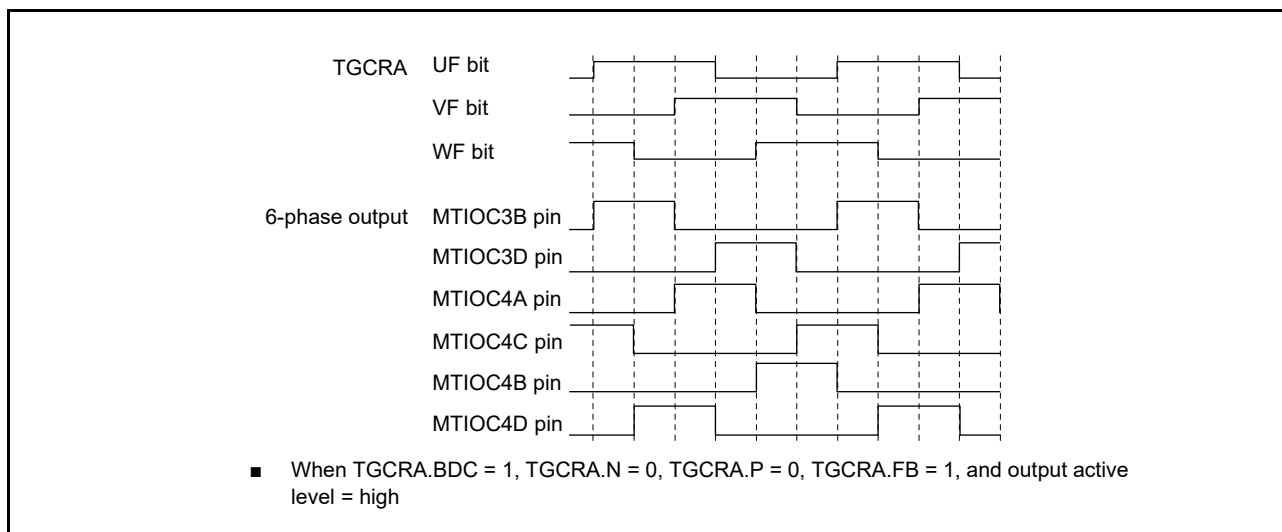 TGCRA UF bit
VF bit
WF bit
6-phase output MTIOC3B pin
MTIOC3D pin
MTIOC4A pin
MTIOC4C pin
MTIOC4B pin
MTIOC4D pin
■ When TGCRA.BDC = 1, TGCRA.N = 0, TGCRA.P = 0, TGCRA.FB = 1, and output active
level = high